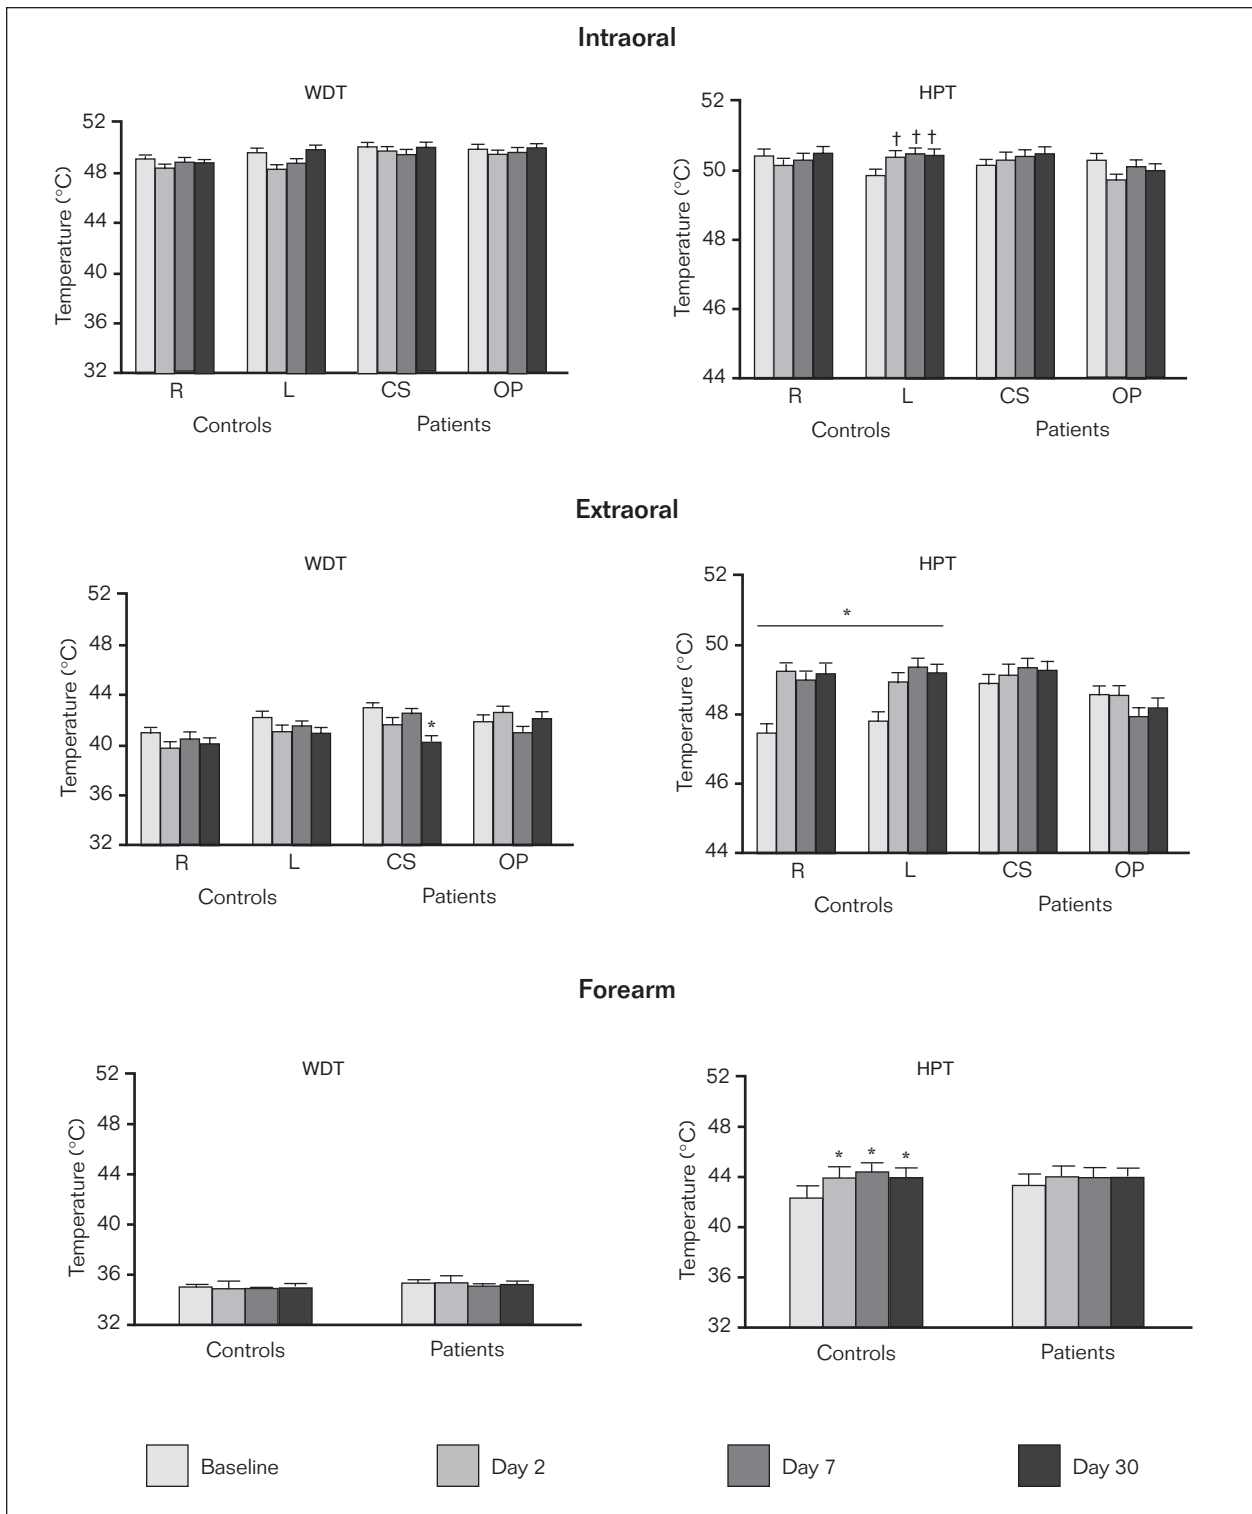 Intraoral
WDT
HPT
Temperature (°C)
52
48
44
40
36
32
R
L
CS
OP
Controls
Patients
Temperature (°C)
52
50
48
46
44
† † †
R
L
CS
OP
Controls
Patients
Extraoral
WDT
HPT
Temperature (°C)
52
48
44
40
36
32
*
R
L
CS
OP
Controls
Patients
Temperature (°C)
52
50
48
46
44
*
R
L
CS
OP
Controls
Patients
Forearm
WDT
HPT
Temperature (°C)
52
48
44
40
36
32
Controls
Patients
Temperature (°C)
52
48
44
40
36
32
* * *
Controls
Patients
Baseline
Day 2
Day 7
Day 30